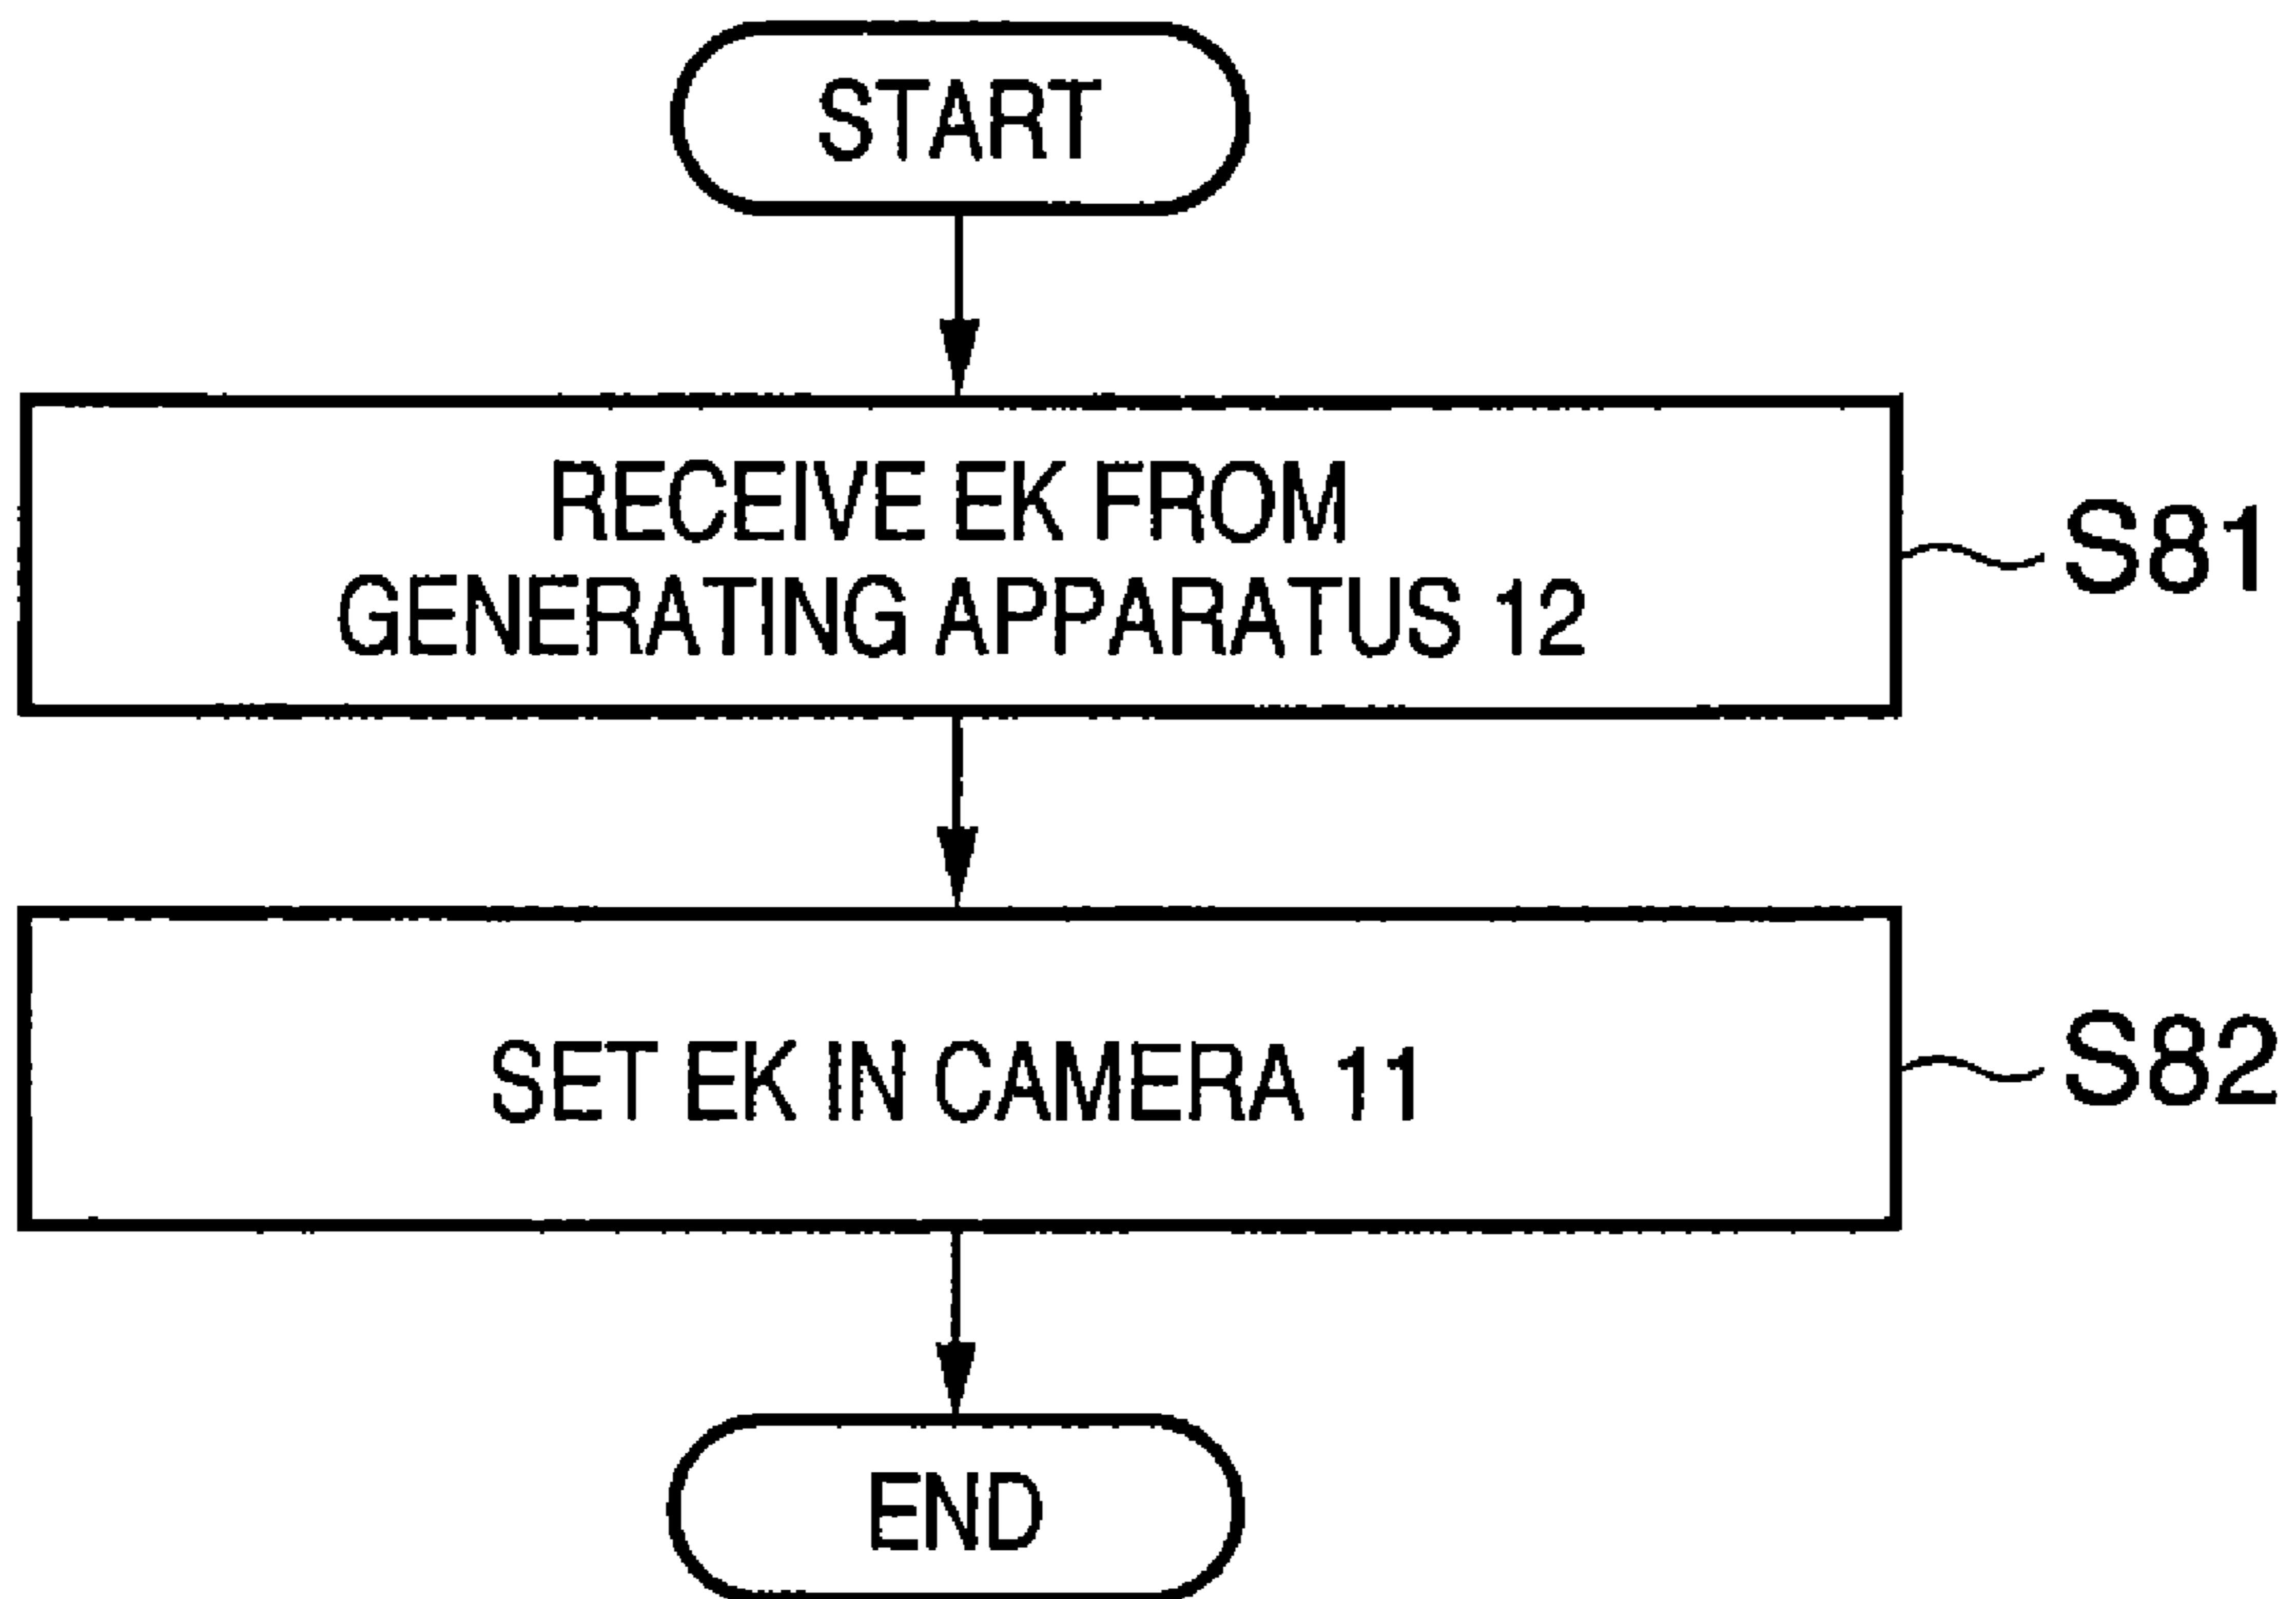 START
RECEIVE EK FROM
GENERATING APPARATUS 12
S81
SET EK IN CAMERA 11
S82
END